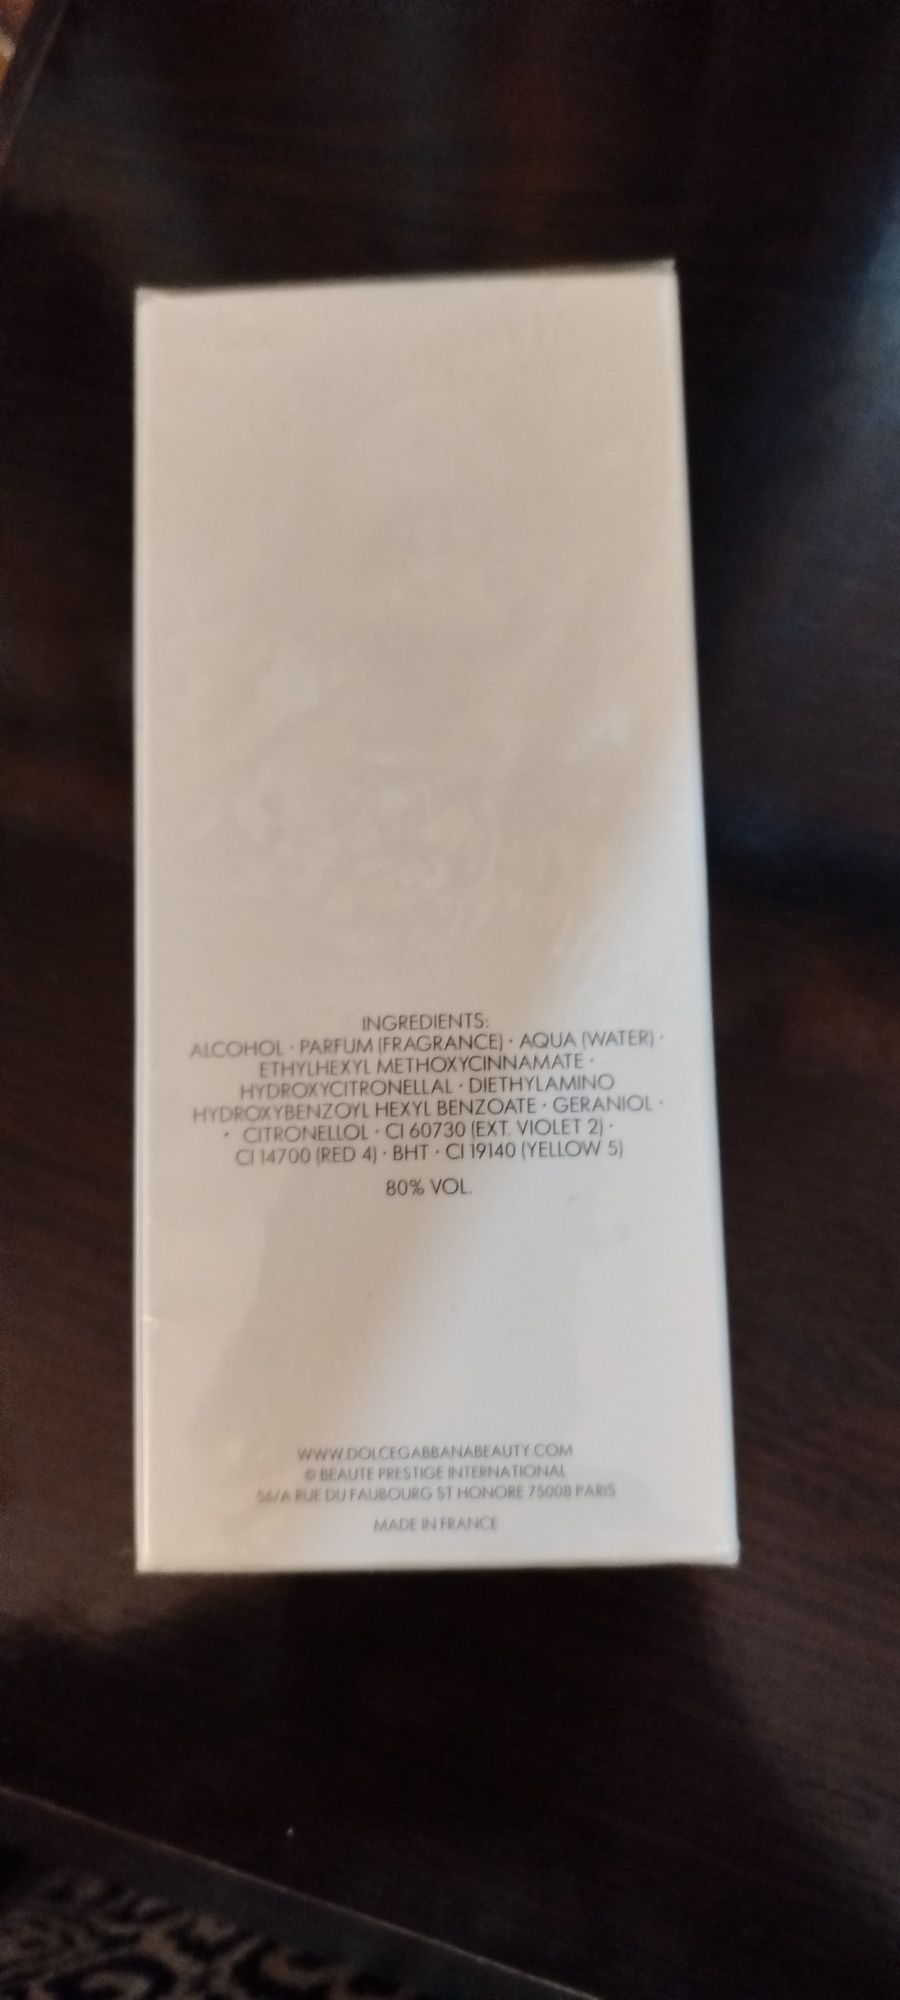 INGREDIENTS:
ALCOHOL · PARFUM (FRAGRANCE) · AQUA (WATER) ·
ETHYLHEXYL METHOXYCINNAMATE ·
HYDROXYCITRONELLAL · DIETHYLAMINO
HYDROXYBENZOYL HEXYL BENZOATE · GERANIOL ·
· CITRONELLOL · CI 60730 (EXT. VIOLET 2) ·
CI 14700 (RED 4) · BHT · CI 19140 (YELLOW 5)
80% VOL.
WWW.DOLCEGABBANABEAUTY.COM
© BEAUTE PRESTIGE INTERNATIONAL
56/A RUE DU FAUBOURG ST HONORE 75008 PARIS
MADE IN FRANCE